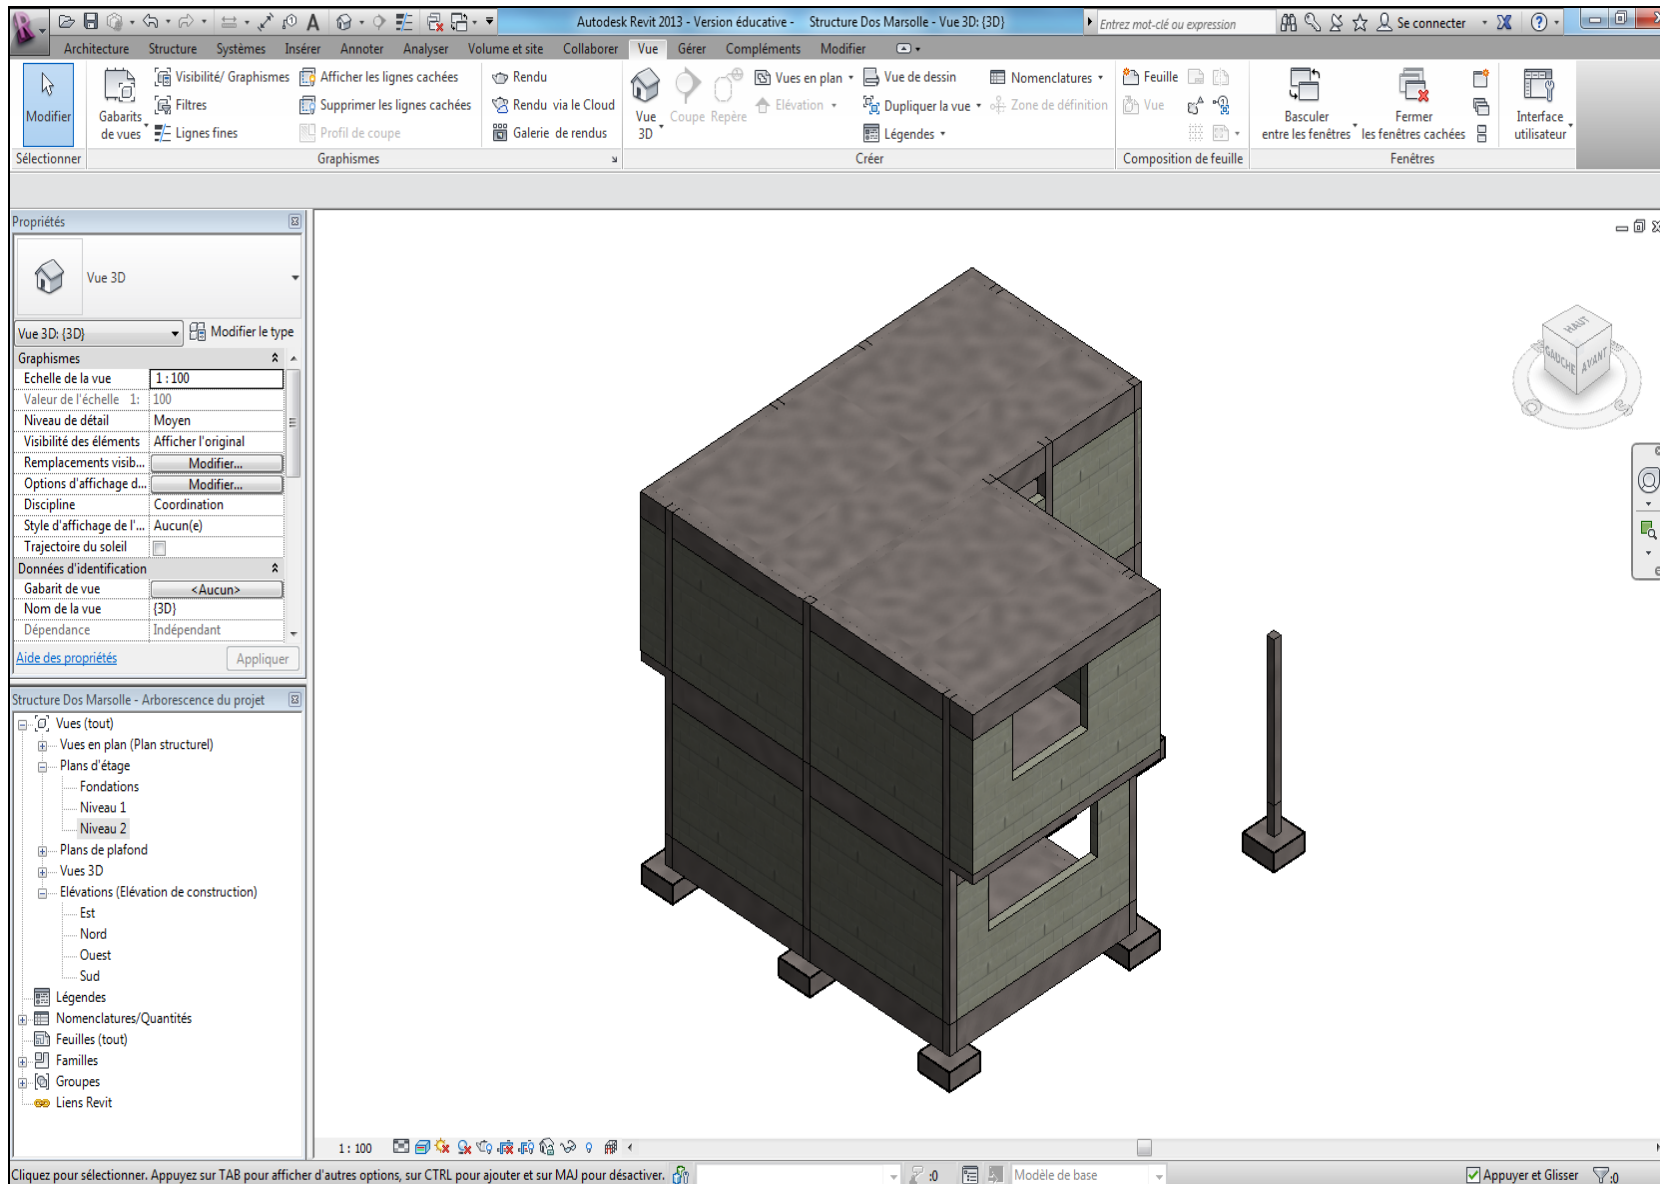 Autodesk Revit 2013 - Version éducative - Structure Dos Marsolle - Vue 3D: {3D}
Entrez mot-clé ou expression
Se connecter
Architecture Structure Systèmes Insérer Annoter Analyser Volume et site Collaborer Vue Gérer Compléments Modifier
Modifier
Gabarits de vues
Visibilité/ Graphismes
Filtres
Lignes fines
Afficher les lignes cachées
Supprimer les lignes cachées
Profil de coupe
Rendu
Rendu via le Cloud
Galerie de rendus
Vue 3D
Coupe
Repère
Vues en plan
Elévation
Vue de dessin
Dupliquer la vue
Légendes
Nomenclatures
Zone de définition
Feuille
Vue
Basculer entre les fenêtres
Fermer les fenêtres cachées
Interface utilisateur
Sélectionner
Graphismes
Créer
Composition de feuille
Fenêtres
Propriétés
Vue 3D
Vue 3D: {3D}
Modifier le type
Graphismes
Echelle de la vue 1 : 100
Valeur de l'échelle 1: 100
Niveau de détail Moyen
Visibilité des éléments Afficher l'original
Remplacements visib... Modifier...
Options d'affichage d... Modifier...
Discipline Coordination
Style d'affichage de l'... Aucun(e)
Trajectoire du soleil
Données d'identification
Gabarit de vue <Aucun>
Nom de la vue {3D}
Dépendance Indépendant
Aide des propriétés
Appliquer
Structure Dos Marsolle - Arborescence du projet
Vues (tout)
Vues en plan (Plan structurel)
Plans d'étage
Fondations
Niveau 1
Niveau 2
Plans de plafond
Vues 3D
Elévations (Elévation de construction)
Est
Nord
Ouest
Sud
Légendes
Nomenclatures/Quantités
Feuilles (tout)
Familles
Groupes
Liens Revit
HAUT
GAUCHE
AVANT
1 : 100
Cliquez pour sélectionner. Appuyez sur TAB pour afficher d'autres options, sur CTRL pour ajouter et sur MAJ pour désactiver.
:0
Modèle de base
Appuyer et Glisser
:0